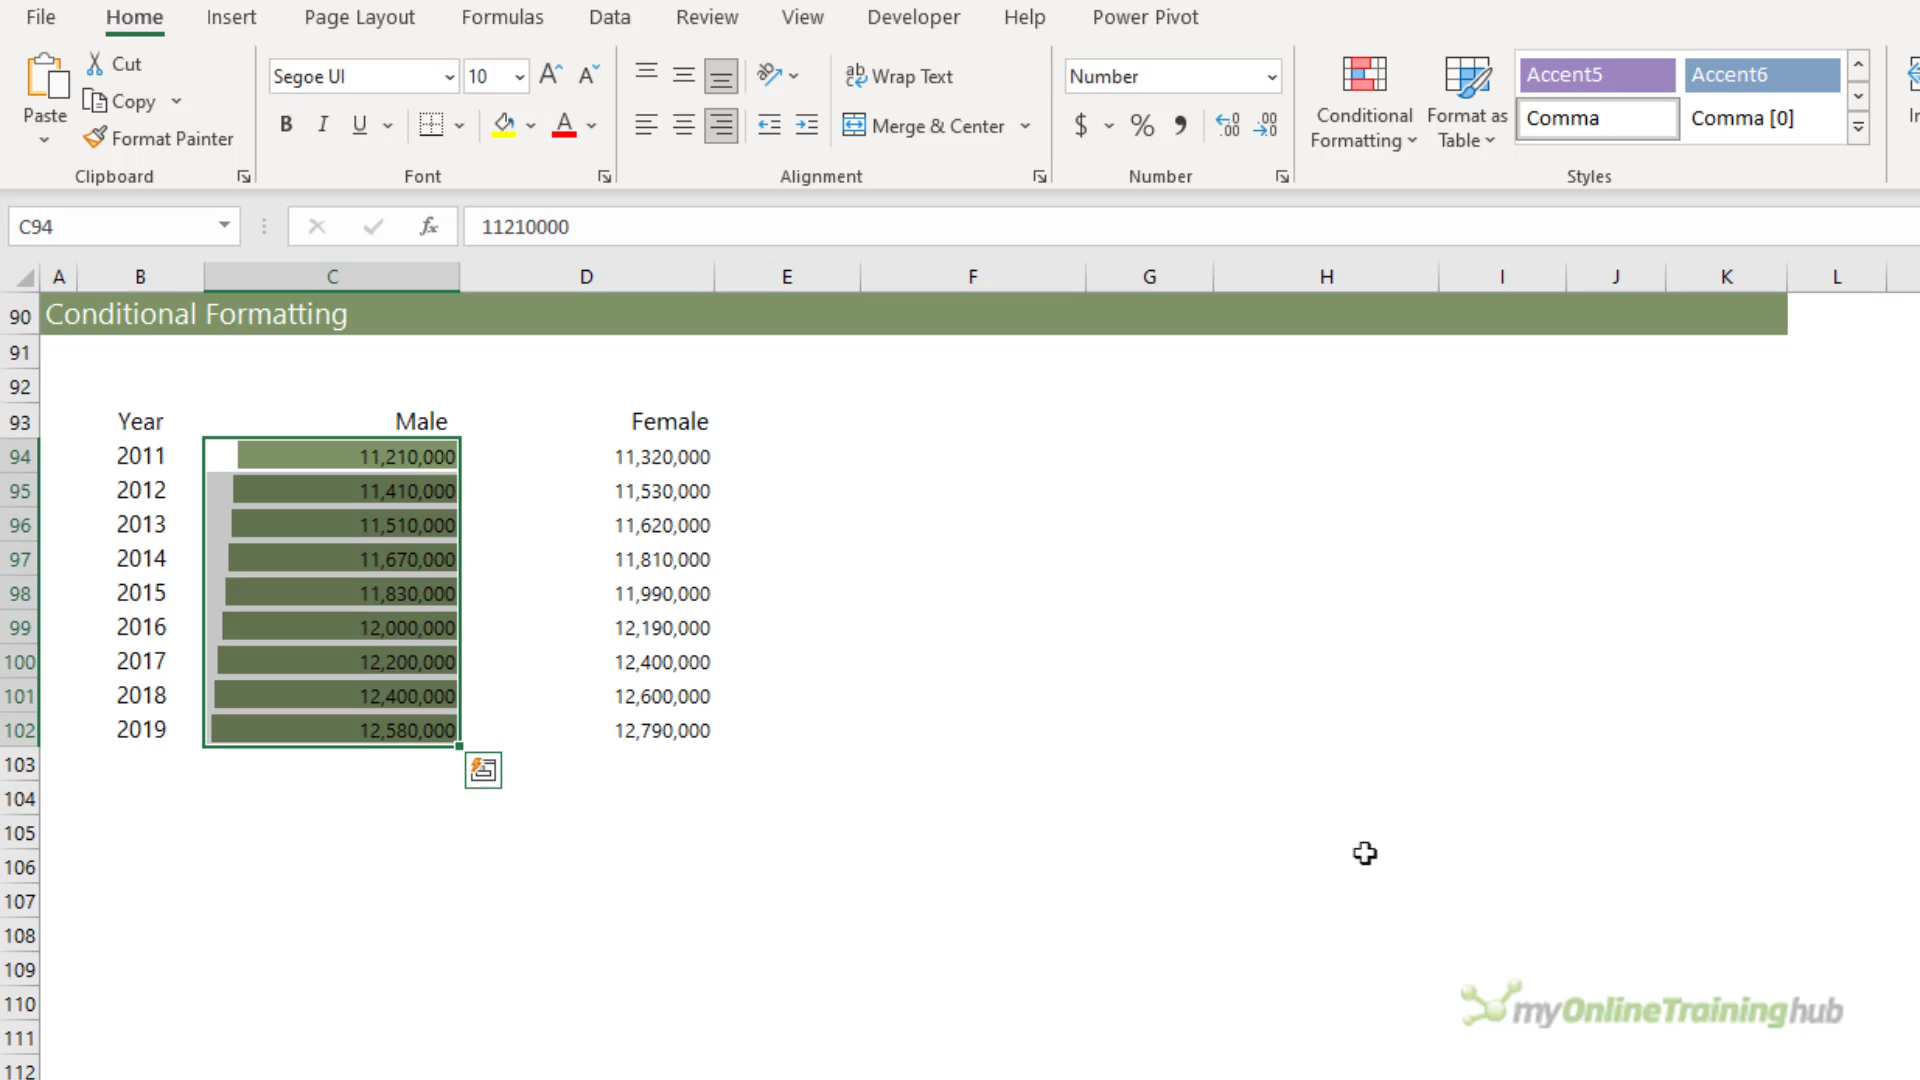 File Home Insert Page Layout Formulas Data Review View Developer Help Power Pivot
Paste Cut Copy Format Painter
Clipboard
Segoe UI 10
B I U A
Font
Wrap Text
Merge & Center
Alignment
Number
$ % ,
Number
Conditional Formatting
Format as Table
Accent5 Accent6
Comma Comma [0]
Styles
C94 fx 11210000
A B C D E F G H I J K L
90 Conditional Formatting
91
92
93 Year Male Female
94 2011 11,210,000 11,320,000
95 2012 11,410,000 11,530,000
96 2013 11,510,000 11,620,000
97 2014 11,670,000 11,810,000
98 2015 11,830,000 11,990,000
99 2016 12,000,000 12,190,000
100 2017 12,200,000 12,400,000
101 2018 12,400,000 12,600,000
102 2019 12,580,000 12,790,000
103
104
105
106
107
108
109
110
myOnlineTraininghub
111
112